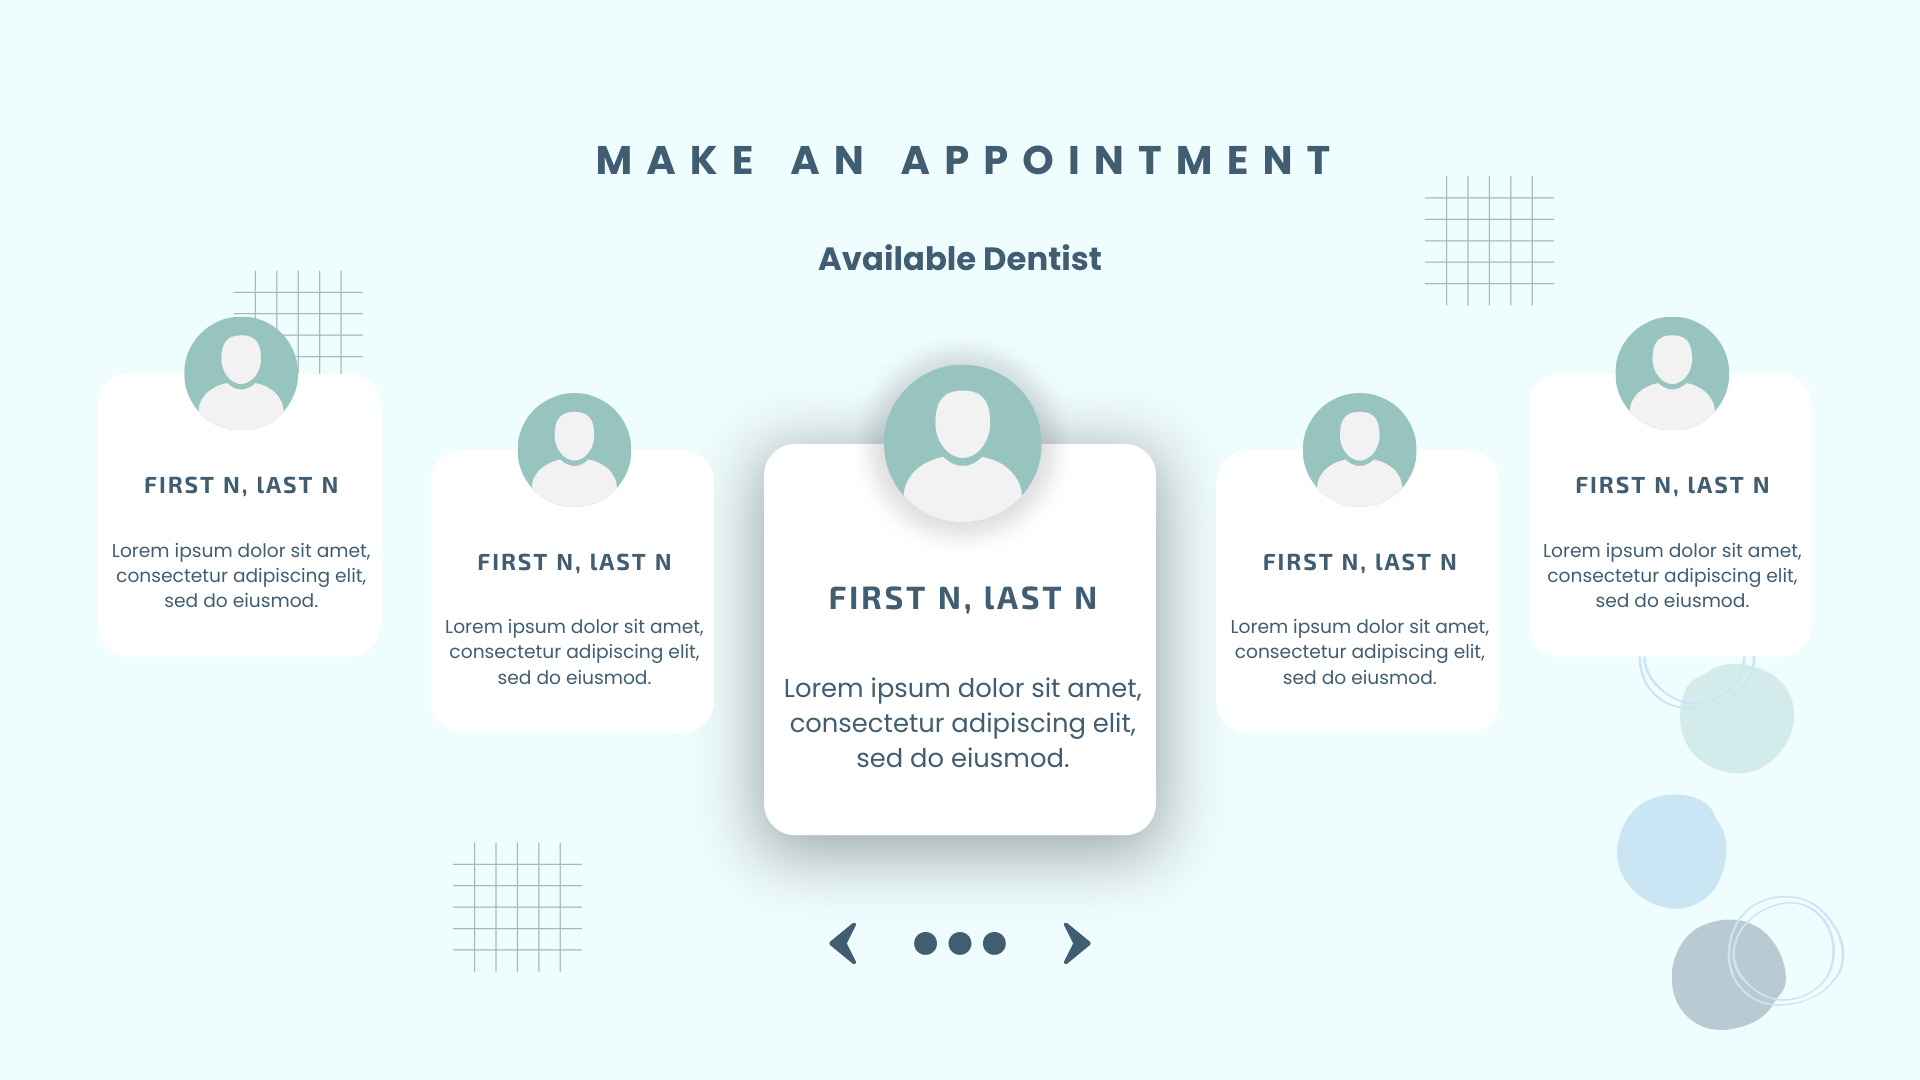 MAKE AN APPOINTMENT
Available Dentist
FIRST N, lAST N
Lorem ipsum dolor sit amet,
consectetur adipiscing elit,
sed do eiusmod.
FIRST N, lAST N
Lorem ipsum dolor sit amet,
consectetur adipiscing elit,
sed do eiusmod.
FIRST N, lAST N
Lorem ipsum dolor sit amet,
consectetur adipiscing elit,
sed do eiusmod.
FIRST N, lAST N
Lorem ipsum dolor sit amet,
consectetur adipiscing elit,
sed do eiusmod.
FIRST N, lAST N
Lorem ipsum dolor sit amet,
consectetur adipiscing elit,
sed do eiusmod.